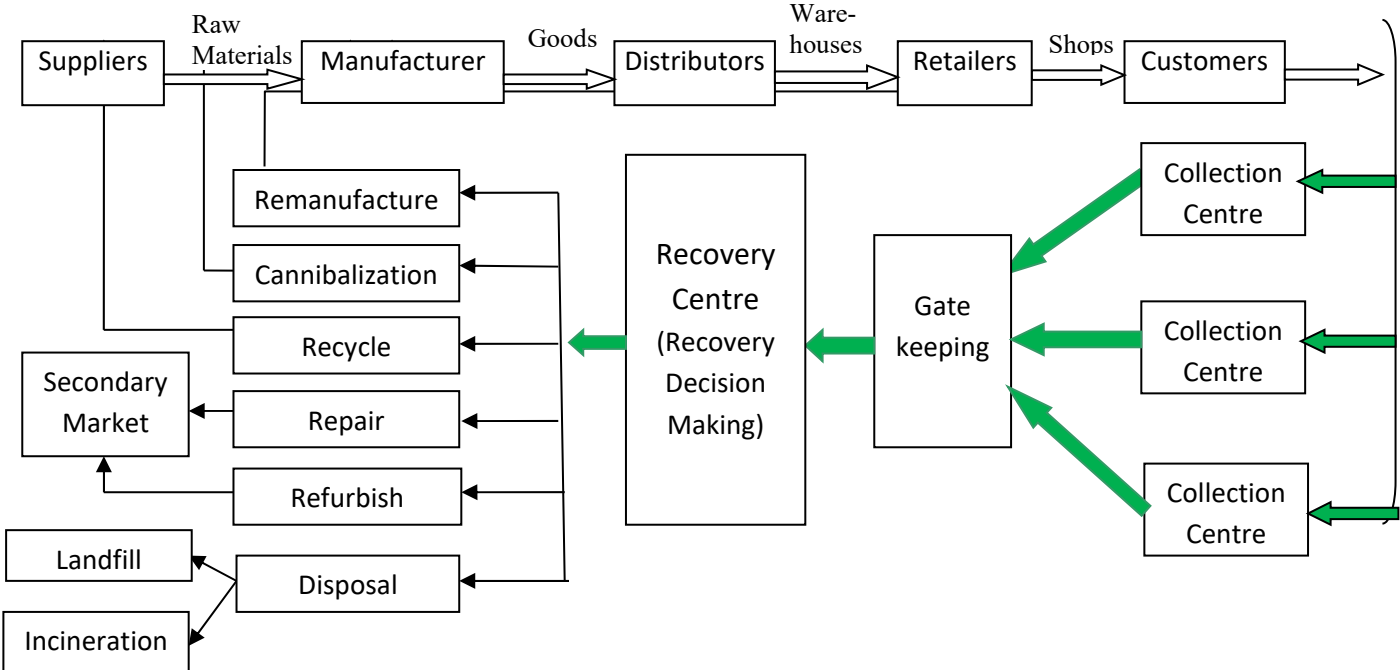 Suppliers
Raw
Materials
Manufacturer
Goods
Distributors
Ware-
houses
Retailers
Shops
Customers
Remanufacture
Cannibalization
Recycle
Repair
Refurbish
Disposal
Secondary
Market
Landfill
Incineration
Recovery
Centre
(Recovery
Decision
Making)
Gate
keeping
Collection
Centre
Collection
Centre
Collection
Centre